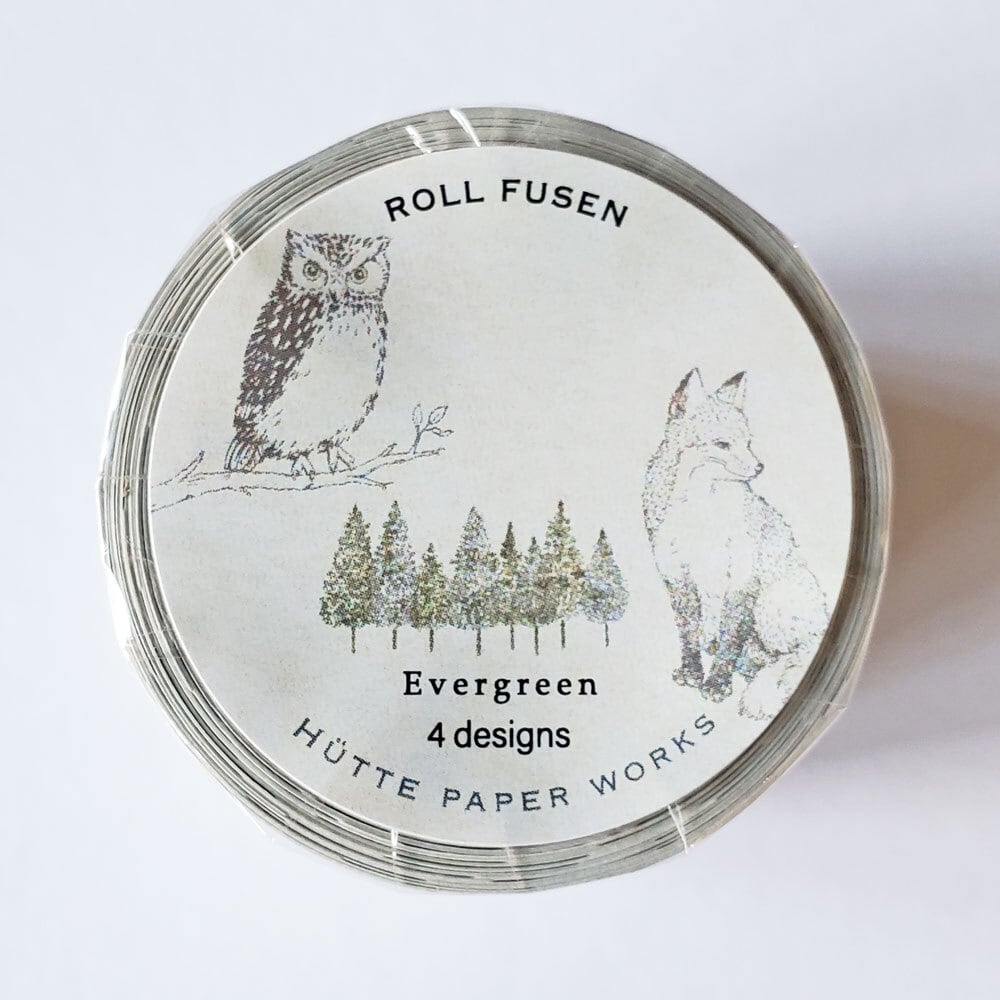 ROLL FUSEN
Evergreen
4 designs
HÜTTE PAPER WORKS